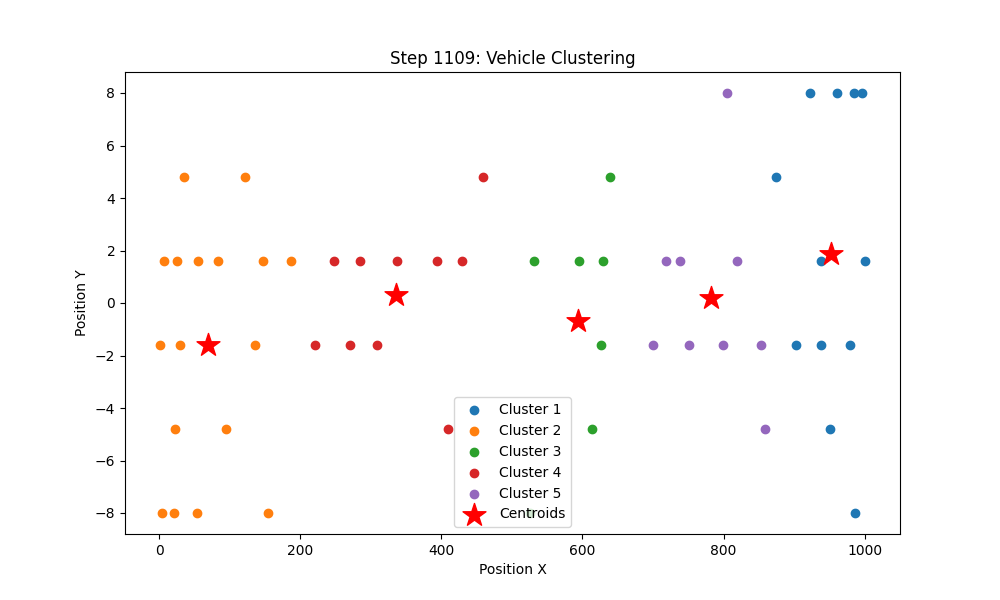 Step 1109: Vehicle Clustering
8
6
4
2
0
−2
−4
−6
−8
Position Y
0
200
400
600
800
1000
Position X
Cluster 1
Cluster 2
Cluster 3
Cluster 4
Cluster 5
Centroids